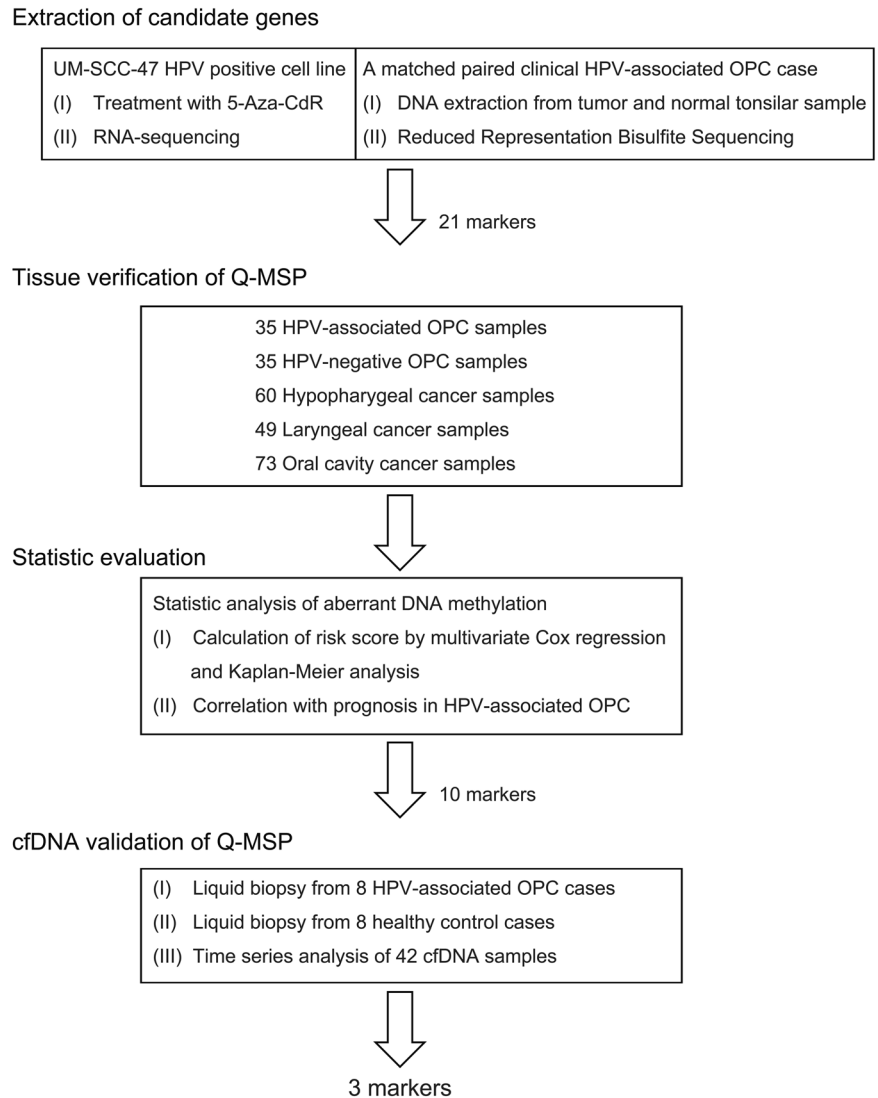 Extraction of candidate genes
UM-SCC-47 HPV positive cell line
(I) Treatment with 5-Aza-CdR
(II) RNA-sequencing
A matched paired clinical HPV-associated OPC case
(I) DNA extraction from tumor and normal tonsilar sample
(II) Reduced Representation Bisulfite Sequencing
21 markers
Tissue verification of Q-MSP
35 HPV-associated OPC samples
35 HPV-negative OPC samples
60 Hypopharygeal cancer samples
49 Laryngeal cancer samples
73 Oral cavity cancer samples
Statistic evaluation
Statistic analysis of aberrant DNA methylation
(I) Calculation of risk score by multivariate Cox regression
and Kaplan-Meier analysis
(II) Correlation with prognosis in HPV-associated OPC
10 markers
cfDNA validation of Q-MSP
(I) Liquid biopsy from 8 HPV-associated OPC cases
(II) Liquid biopsy from 8 healthy control cases
(III) Time series analysis of 42 cfDNA samples
3 markers